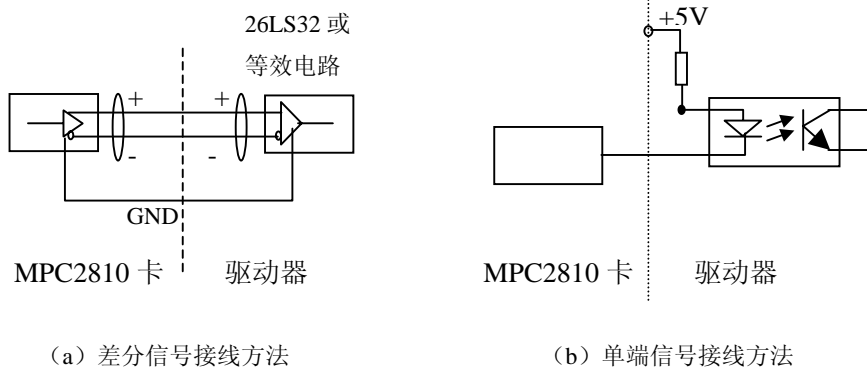 26LS32 或
等效电路
+ +
- -
GND
MPC2810 卡 驱动器
（a）差分信号接线方法
+5V
MPC2810 卡 驱动器
（b）单端信号接线方法